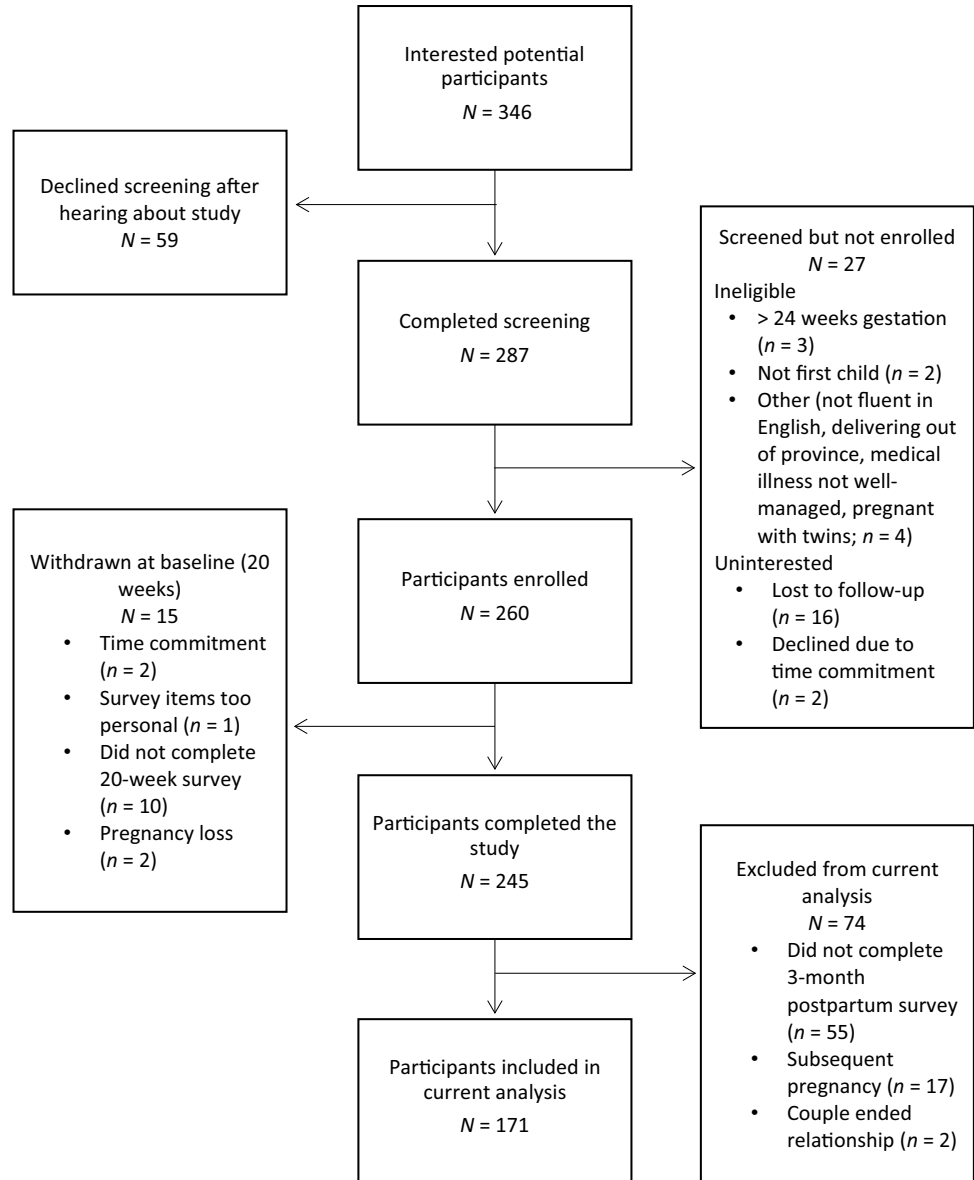 Interested potential
participants
N = 346
Declined screening after
hearing about study
N = 59
Completed screening
N = 287
Screened but not enrolled
N = 27
Ineligible
• > 24 weeks gestation
(n = 3)
• Not first child (n = 2)
• Other (not fluent in
English, delivering out
of province, medical
illness not well-
managed, pregnant
with twins; n = 4)
Uninterested
• Lost to follow-up
(n = 16)
• Declined due to
time commitment
(n = 2)
Participants enrolled
N = 260
Withdrawn at baseline (20
weeks)
N = 15
• Time commitment
(n = 2)
• Survey items too
personal (n = 1)
• Did not complete
20-week survey
(n = 10)
• Pregnancy loss
(n = 2)
Participants completed the
study
N = 245
Excluded from current
analysis
N = 74
• Did not complete
3-month
postpartum survey
(n = 55)
• Subsequent
pregnancy (n = 17)
• Couple ended
relationship (n = 2)
Participants included in
current analysis
N = 171